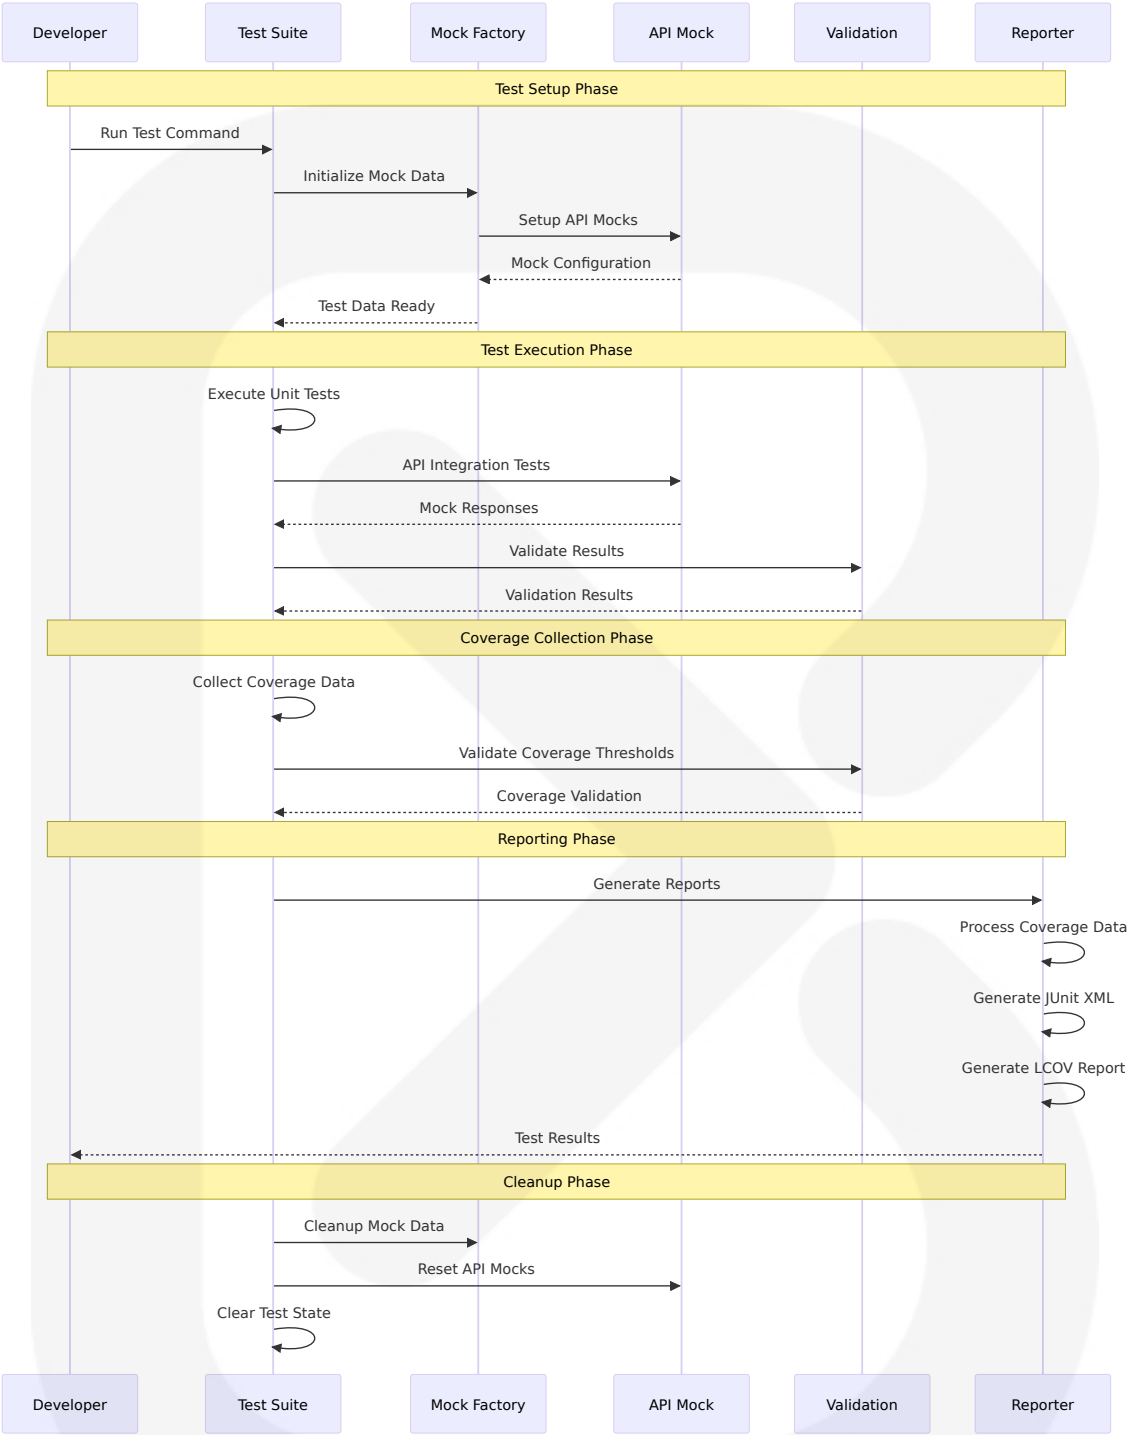 Developer
Test Suite
Mock Factory
API Mock
Validation
Reporter
Test Setup Phase
Run Test Command
Initialize Mock Data
Setup API Mocks
Mock Configuration
Test Data Ready
Test Execution Phase
Execute Unit Tests
API Integration Tests
Mock Responses
Validate Results
Validation Results
Coverage Collection Phase
Collect Coverage Data
Validate Coverage Thresholds
Coverage Validation
Reporting Phase
Generate Reports
Process Coverage Data
Generate JUnit XML
Generate LCOV Report
Test Results
Cleanup Phase
Cleanup Mock Data
Reset API Mocks
Clear Test State
Developer
Test Suite
Mock Factory
API Mock
Validation
Reporter